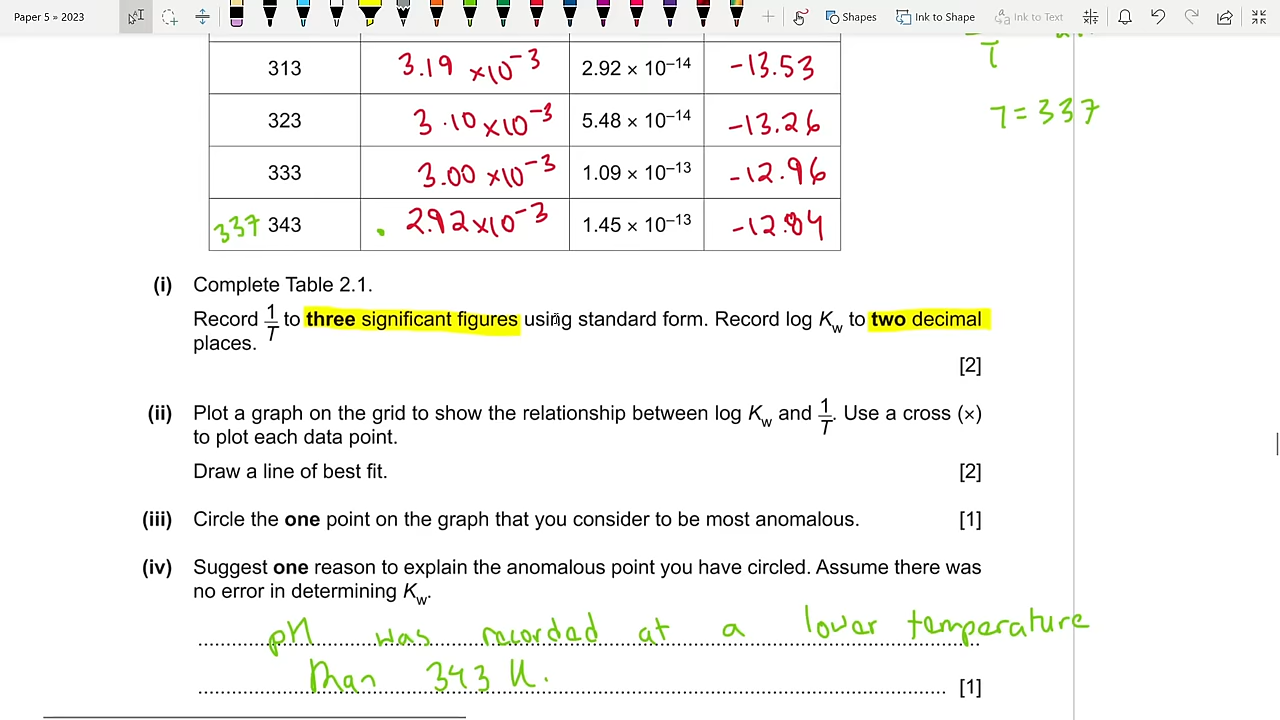 Paper 5 » 2023
Shapes
Ink to Shape
Ink to Text
T
T = 337
313 3.19 ×10⁻³ 2.92 × 10⁻¹⁴ -13.53
323 3.10 ×10⁻³ 5.48 × 10⁻¹⁴ -13.26
333 3.00 ×10⁻³ 1.09 × 10⁻¹³ -12.96
337 343 2.92×10⁻³ 1.45 × 10⁻¹³ -12.84
(i) Complete Table 2.1.
Record 1/T to three significant figures using standard form. Record log Kw to two decimal
places.
[2]
(ii) Plot a graph on the grid to show the relationship between log Kw and 1/T. Use a cross (×)
to plot each data point.
Draw a line of best fit. [2]
(iii) Circle the one point on the graph that you consider to be most anomalous. [1]
(iv) Suggest one reason to explain the anomalous point you have circled. Assume there was
no error in determining Kw.
pH was recorded at a lower temperature
than 343 K. [1]